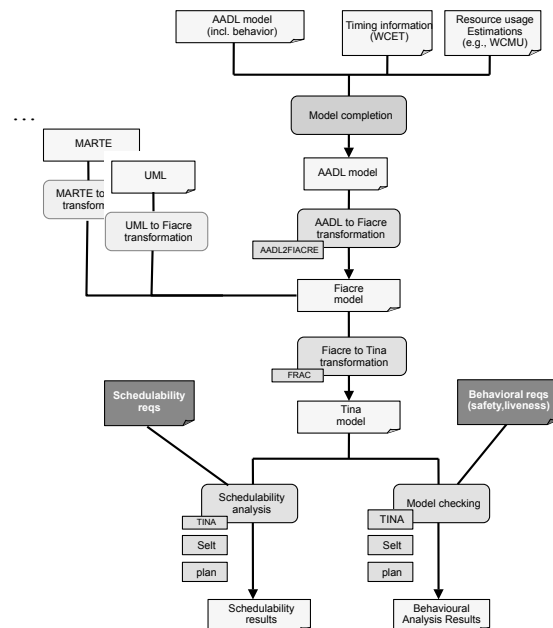 AADL model
(incl. behavior)
Timing information
(WCET)
Resource usage
Estimations
(e.g., WCMU)
...
Model completion
MARTE
AADL model
UML
MARTE to
transforma
UML to Fiacre
transformation
AADL to Fiacre
transformation
AADL2FIACRE
Fiacre
model
Fiacre to Tina
transformation
FRAC
Schedulability
reqs
Behavioral reqs
(safety,liveness)
Tina
model
Schedulability
analysis
TINA
Selt
plan
Model checking
TINA
Selt
plan
Schedulability
results
Behavioural
Analysis Results